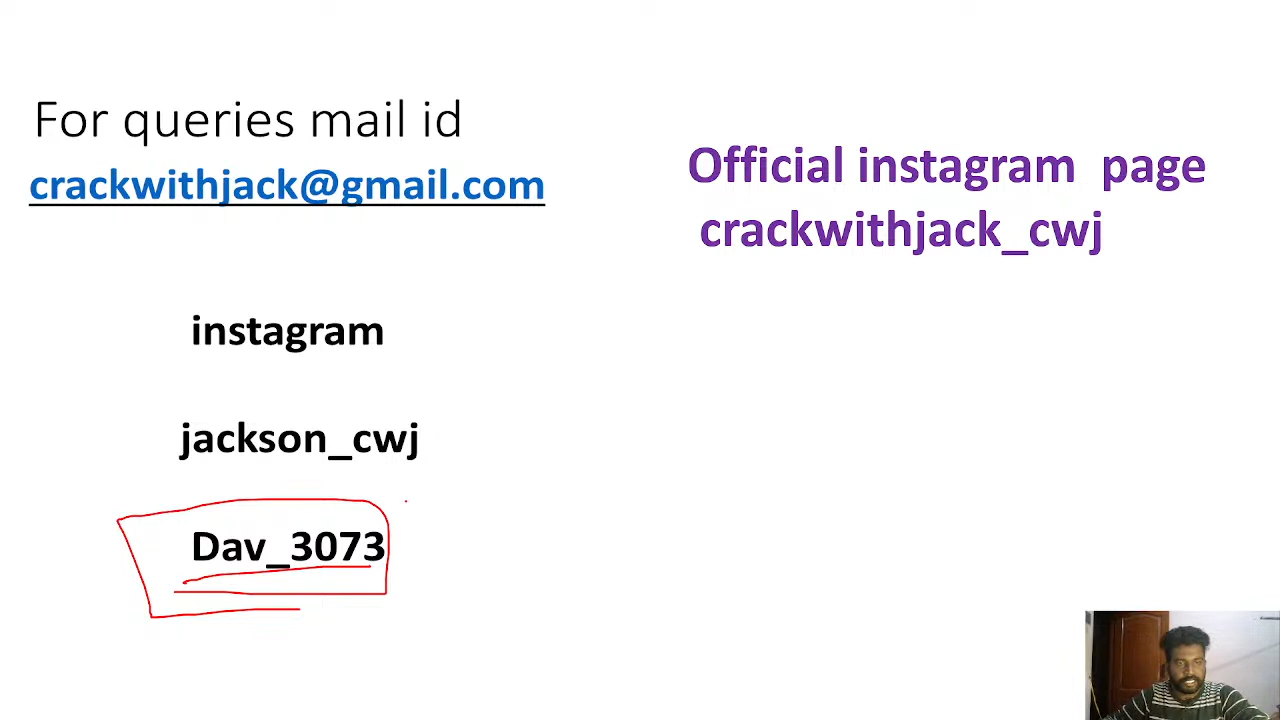 For queries mail id
crackwithjack@gmail.com
Official instagram page
crackwithjack_cwj
instagram
jackson_cwj
Dav_3073